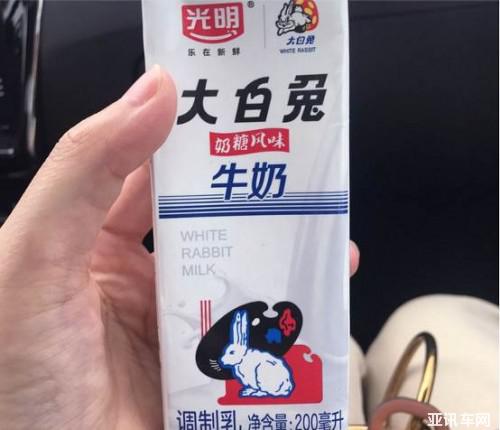 光明®
乐在新鲜
大白兔
WHITE RABBIT
大白兔
奶糖风味
牛奶
WHITE
RABBIT
MILK
调制乳 净含量:200毫升
亚讯车网